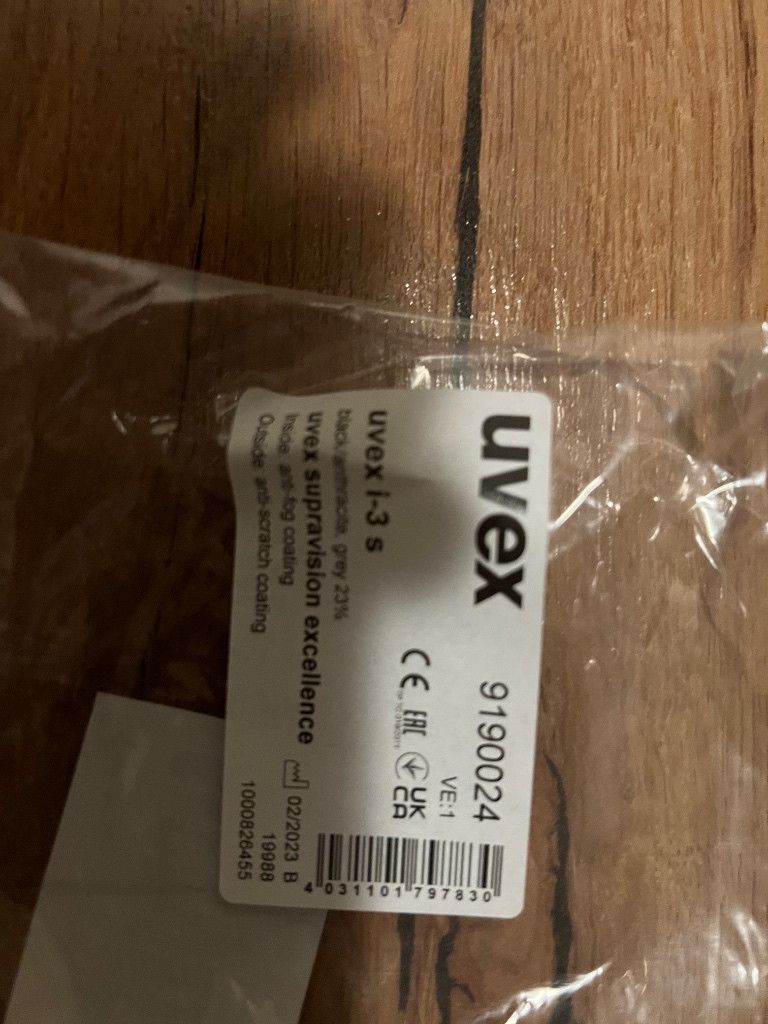 uvex 9190024
VE:1
CE EAC UK CA
uvex i-3 s
black/anthracite, grey 23%
uvex supravision excellence
Inside: anti-fog coating
Outside: anti-scratch coating
02/2023 B
19988
1000826455
4 031101 797830